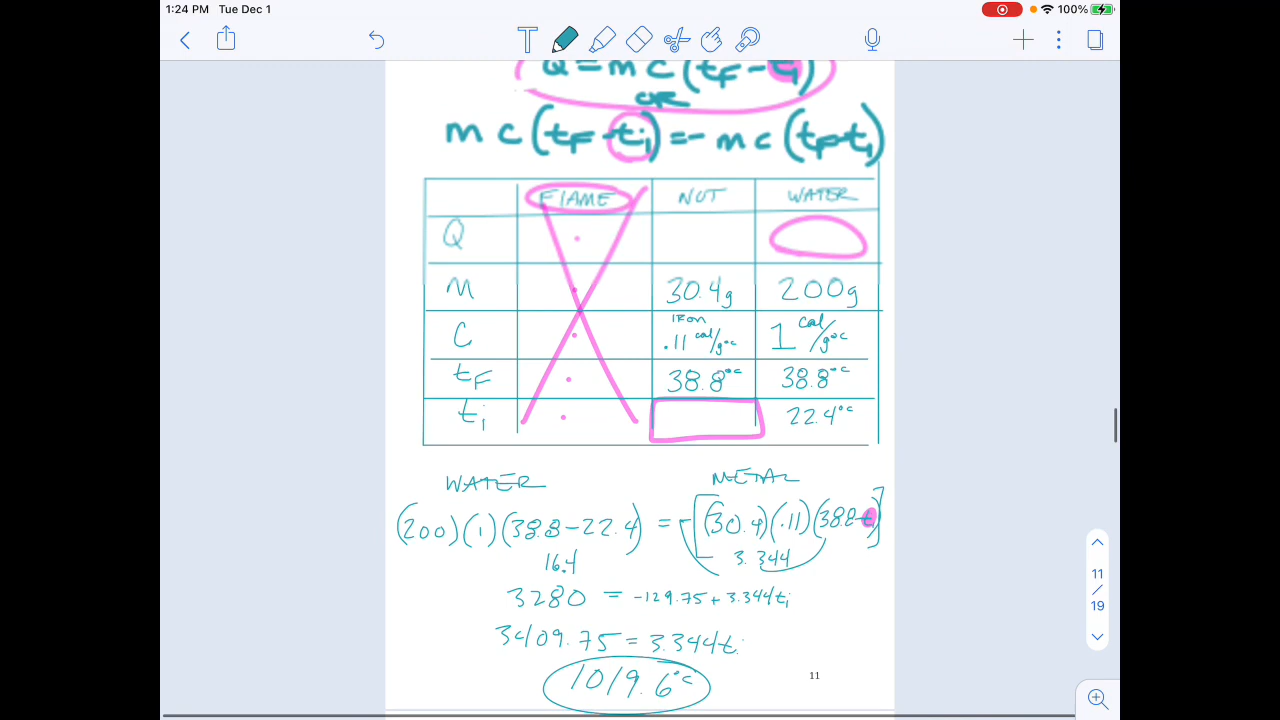 1:24 PM Tue Dec 1 100%
Q = m c (tF - ti)
OR
m c (tF - ti) = - m c (tF - ti)
FLAME NUT WATER
Q
M 30.4g 200g
C IRON .11 cal/g°C 1 cal/g°C
tF 38.8°C 38.8°C
ti 22.4°C
WATER METAL
(200)(1)(38.8-22.4) = -[(30.4)(.11)(38.8-ti)]
16.4 3.344
3280 = -129.75 + 3.344ti
3409.75 = 3.344ti
1019.6°C
11
11
/
19